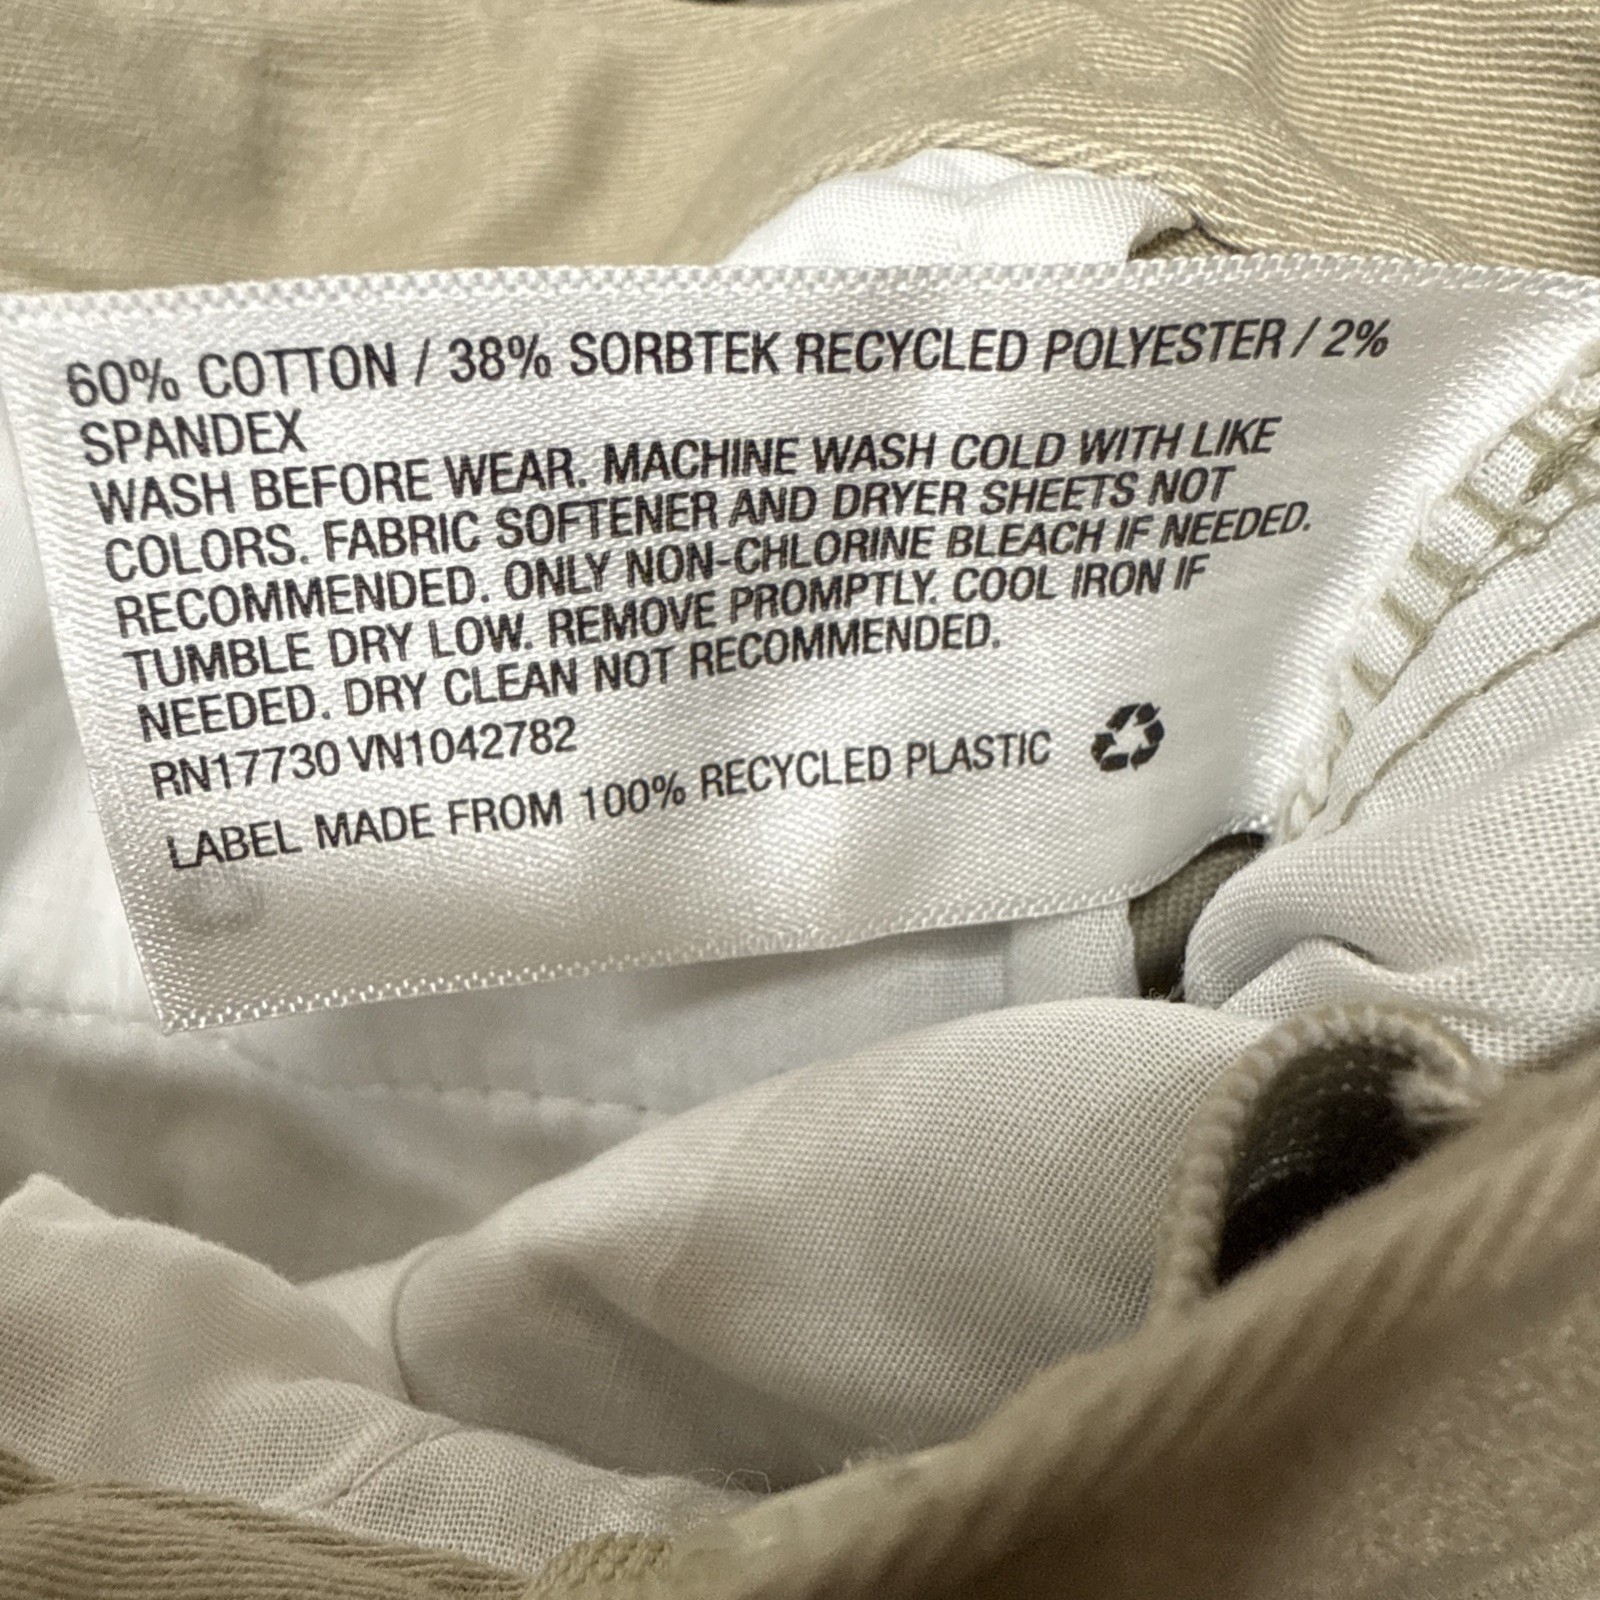 60% COTTON / 38% SORBTEK RECYCLED POLYESTER / 2%
SPANDEX
WASH BEFORE WEAR. MACHINE WASH COLD WITH LIKE
COLORS. FABRIC SOFTENER AND DRYER SHEETS NOT
RECOMMENDED. ONLY NON-CHLORINE BLEACH IF NEEDED.
TUMBLE DRY LOW. REMOVE PROMPTLY. COOL IRON IF
NEEDED. DRY CLEAN NOT RECOMMENDED.
RN17730 VN1042782
LABEL MADE FROM 100% RECYCLED PLASTIC